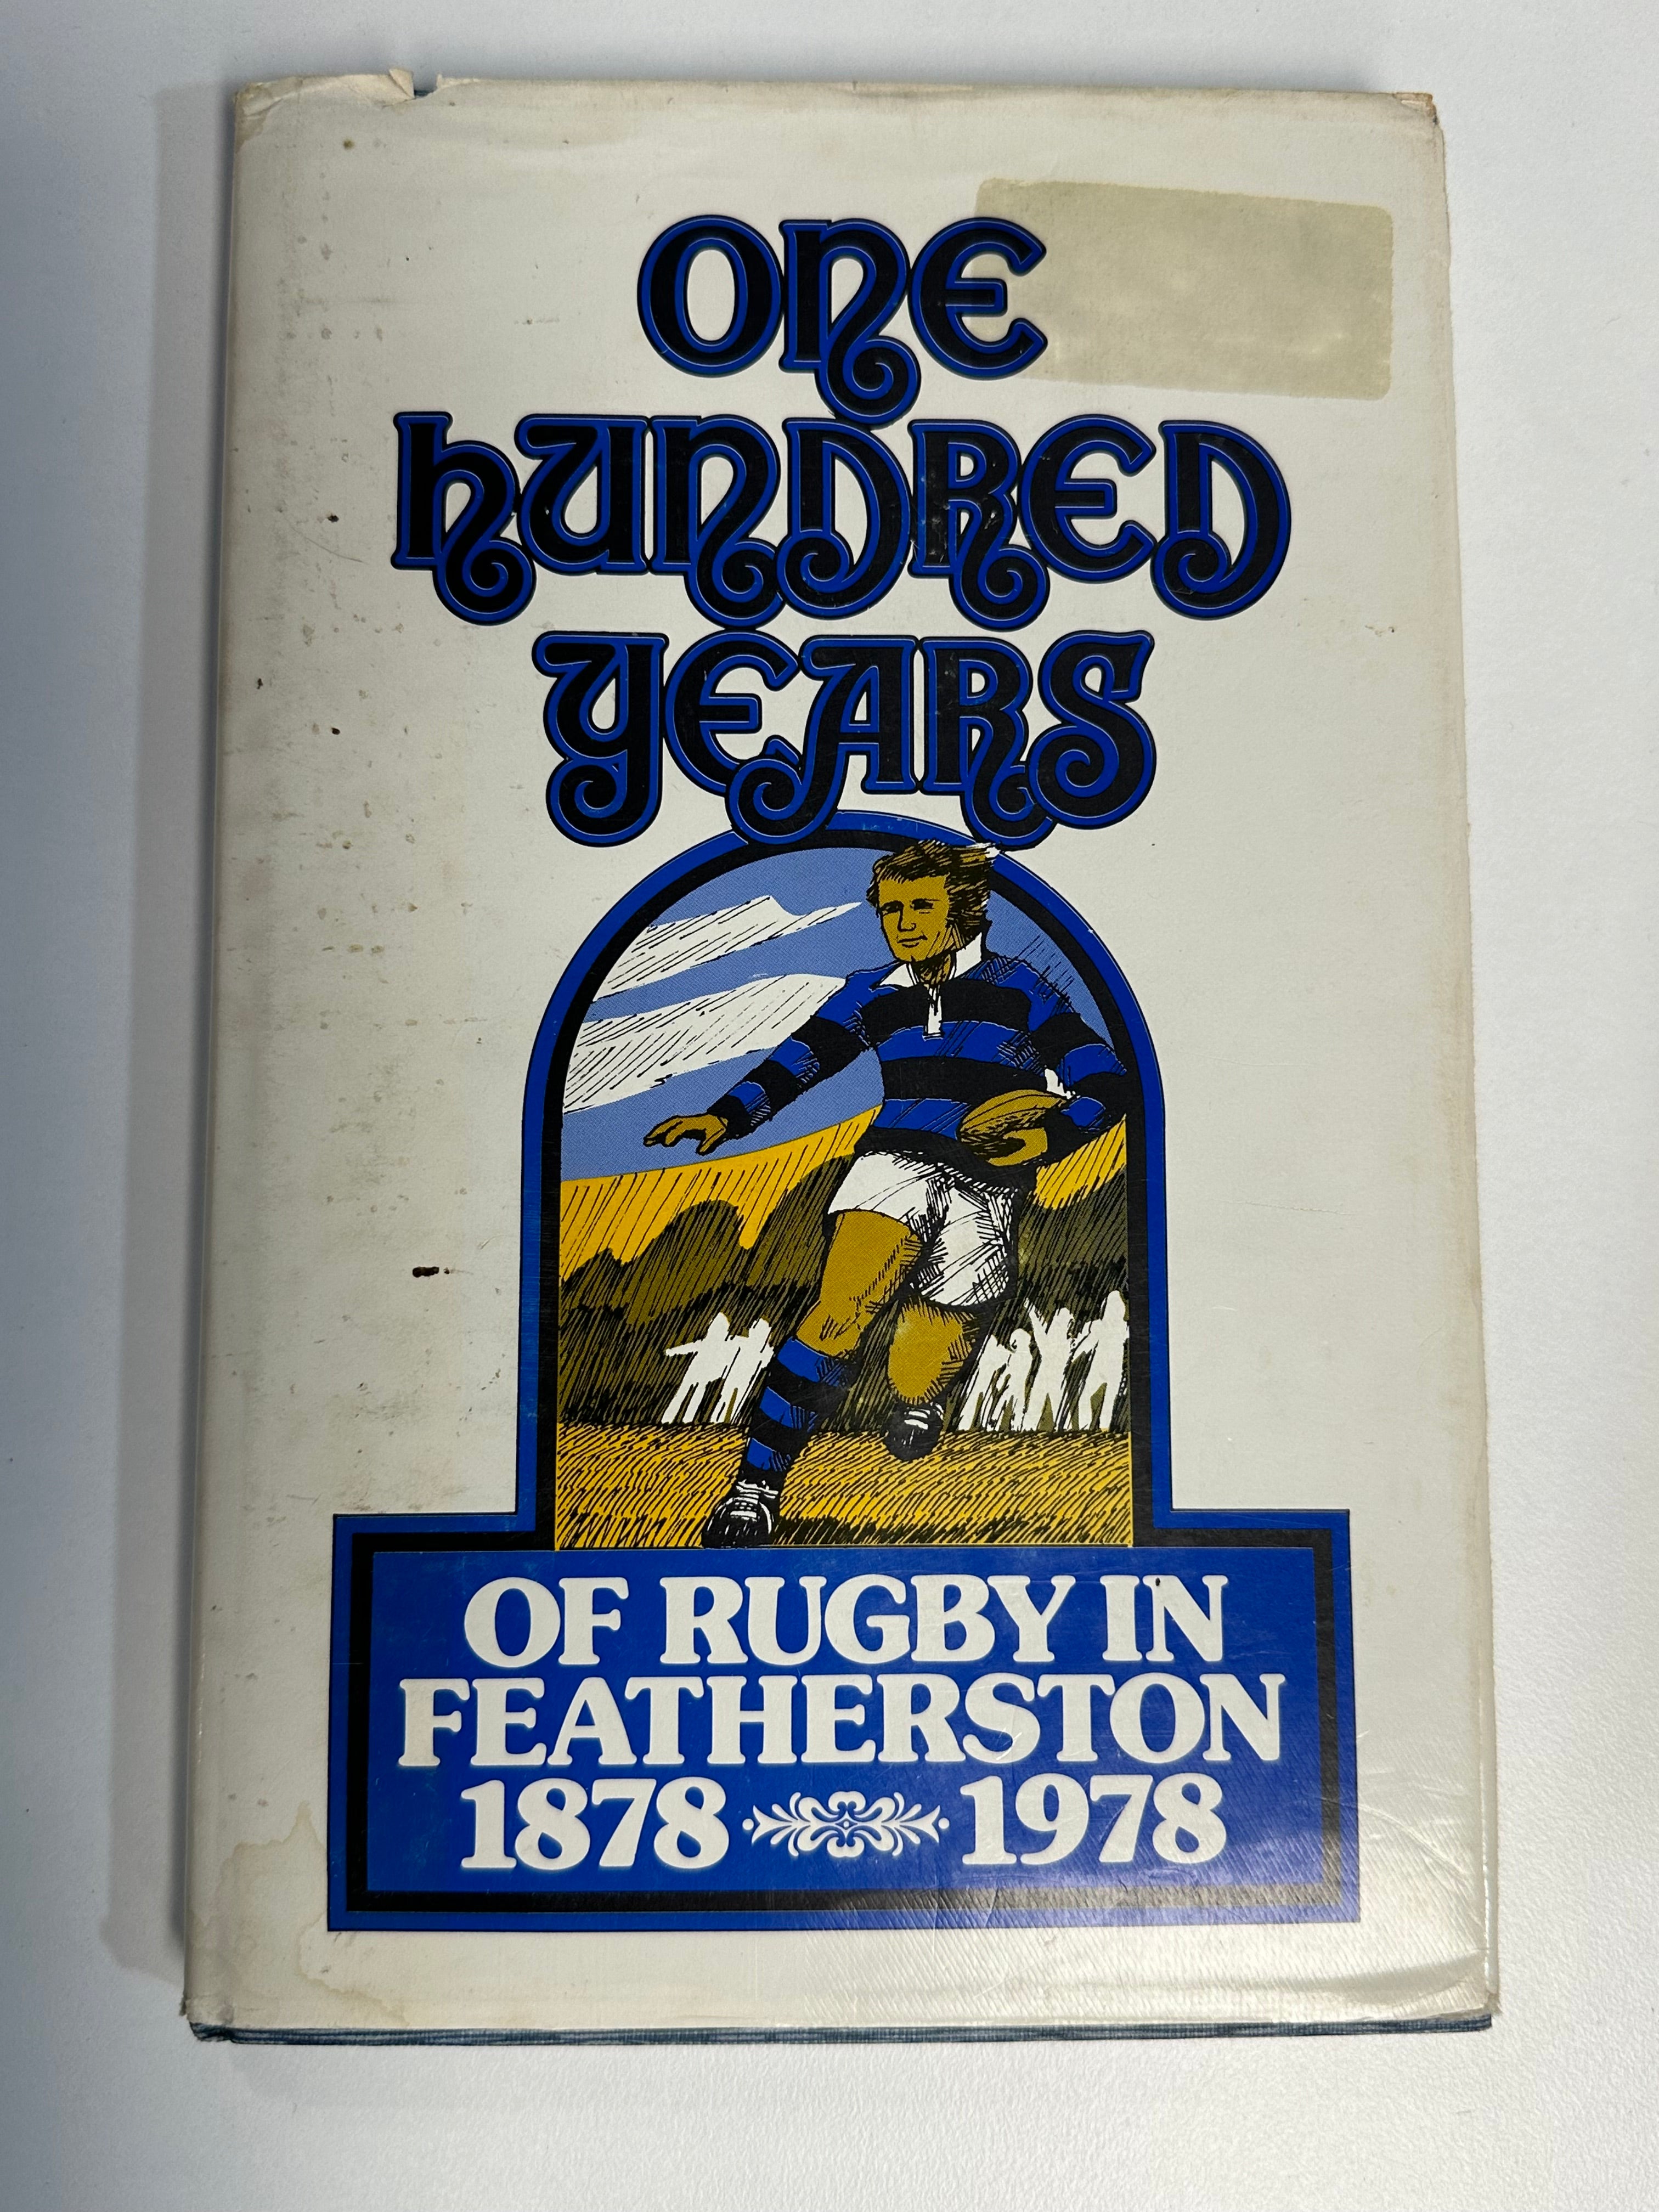 ONE
HUNDRED
YEARS
OF RUGBY IN
FEATHERSTON
1878 1978